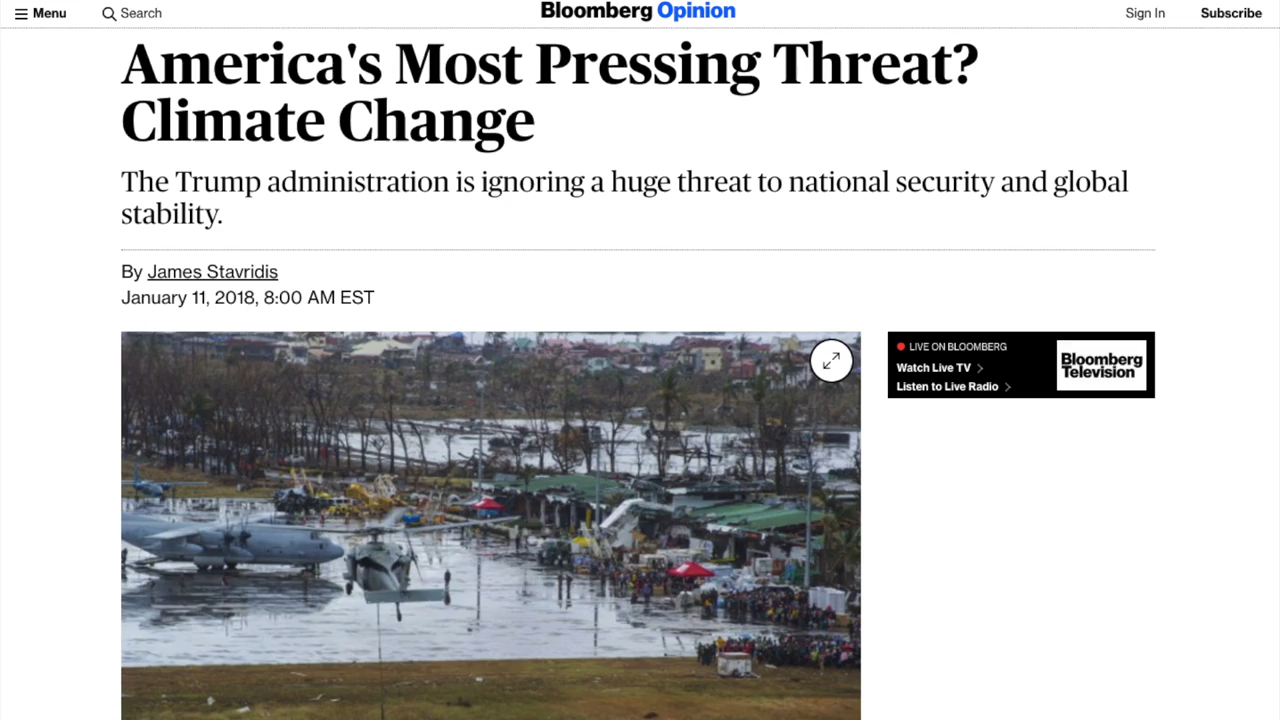 Menu
Search
Bloomberg Opinion
Sign In
Subscribe
America's Most Pressing Threat?
Climate Change
The Trump administration is ignoring a huge threat to national security and global
stability.
By James Stavridis
January 11, 2018, 8:00 AM EST
LIVE ON BLOOMBERG
Watch Live TV
Listen to Live Radio
Bloomberg
Television